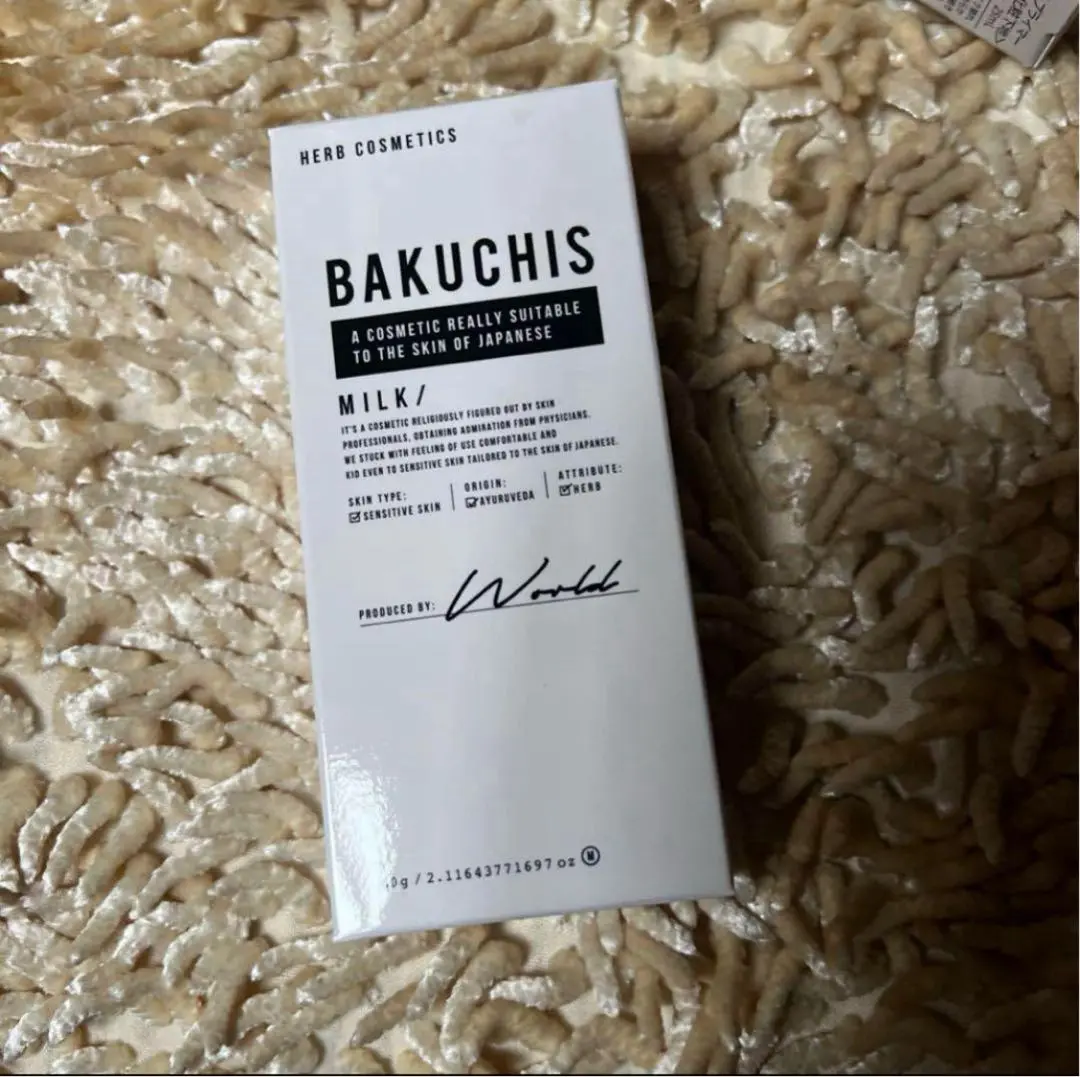 HERB COSMETICS
BAKUCHIS
A COSMETIC REALLY SUITABLE
TO THE SKIN OF JAPANESE
MILK/
IT'S A COSMETIC RELIGIOUSLY FIGURED OUT BY SKIN
PROFESSIONALS, OBTAINING ADMIRATION FROM PHYSICIANS.
WE STUCK WITH FEELING OF USE COMFORTABLE AND
KID EVEN TO SENSITIVE SKIN TAILORED TO THE SKIN OF JAPANESE.
SKIN TYPE:
☑SENSITIVE SKIN
ORIGIN:
☑AYURUVEDA
ATTRIBUTE:
☑HERB
PRODUCED BY: World
0g / 2.11643771697 oz Ⓜ